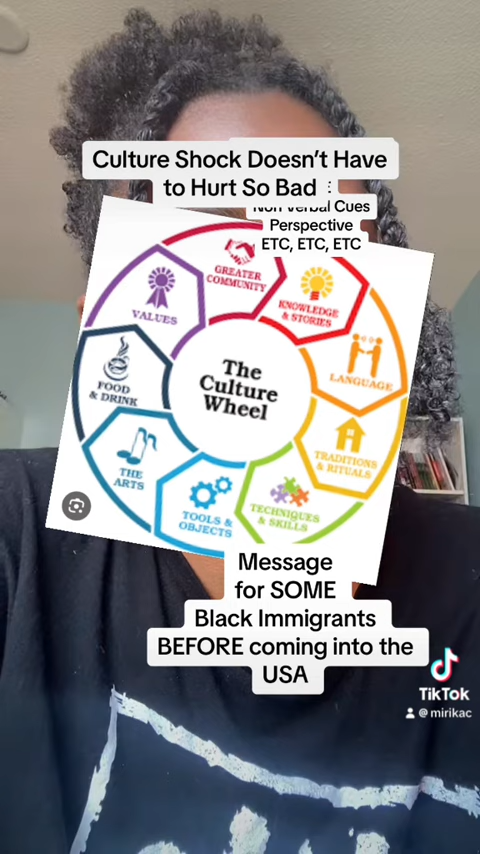 Culture Shock Doesn't Have
to Hurt So Bad :
Non Verbal Cues
Perspective
ETC, ETC, ETC
GREATER
COMMUNITY
KNOWLEDGE
& STORIES
LANGUAGE
TRADITIONS
& RITUALS
TECHNIQUES
& SKILLS
TOOLS &
OBJECTS
THE
ARTS
FOOD
& DRINK
VALUES
The
Culture
Wheel
Message
for SOME
Black Immigrants
BEFORE coming into the
USA
TikTok
@mirikac